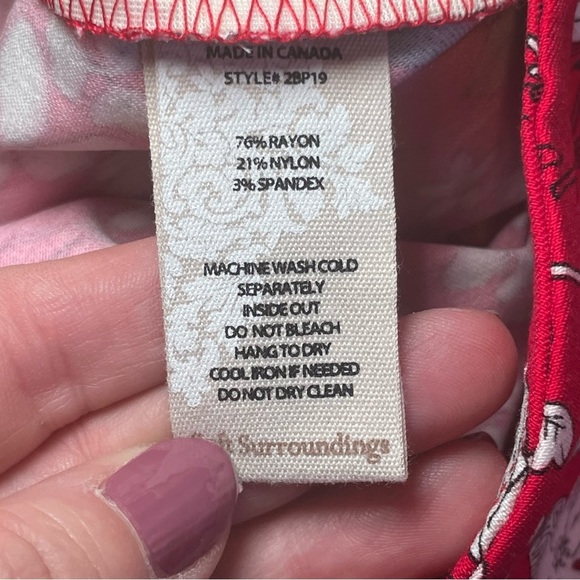 MADE IN CANADA
STYLE# 2BP19
76% RAYON
21% NYLON
3% SPANDEX
MACHINE WASH COLD
SEPARATELY
INSIDE OUT
DO NOT BLEACH
HANG TO DRY
COOL IRON IF NEEDED
DO NOT DRY CLEAN
Surroundings